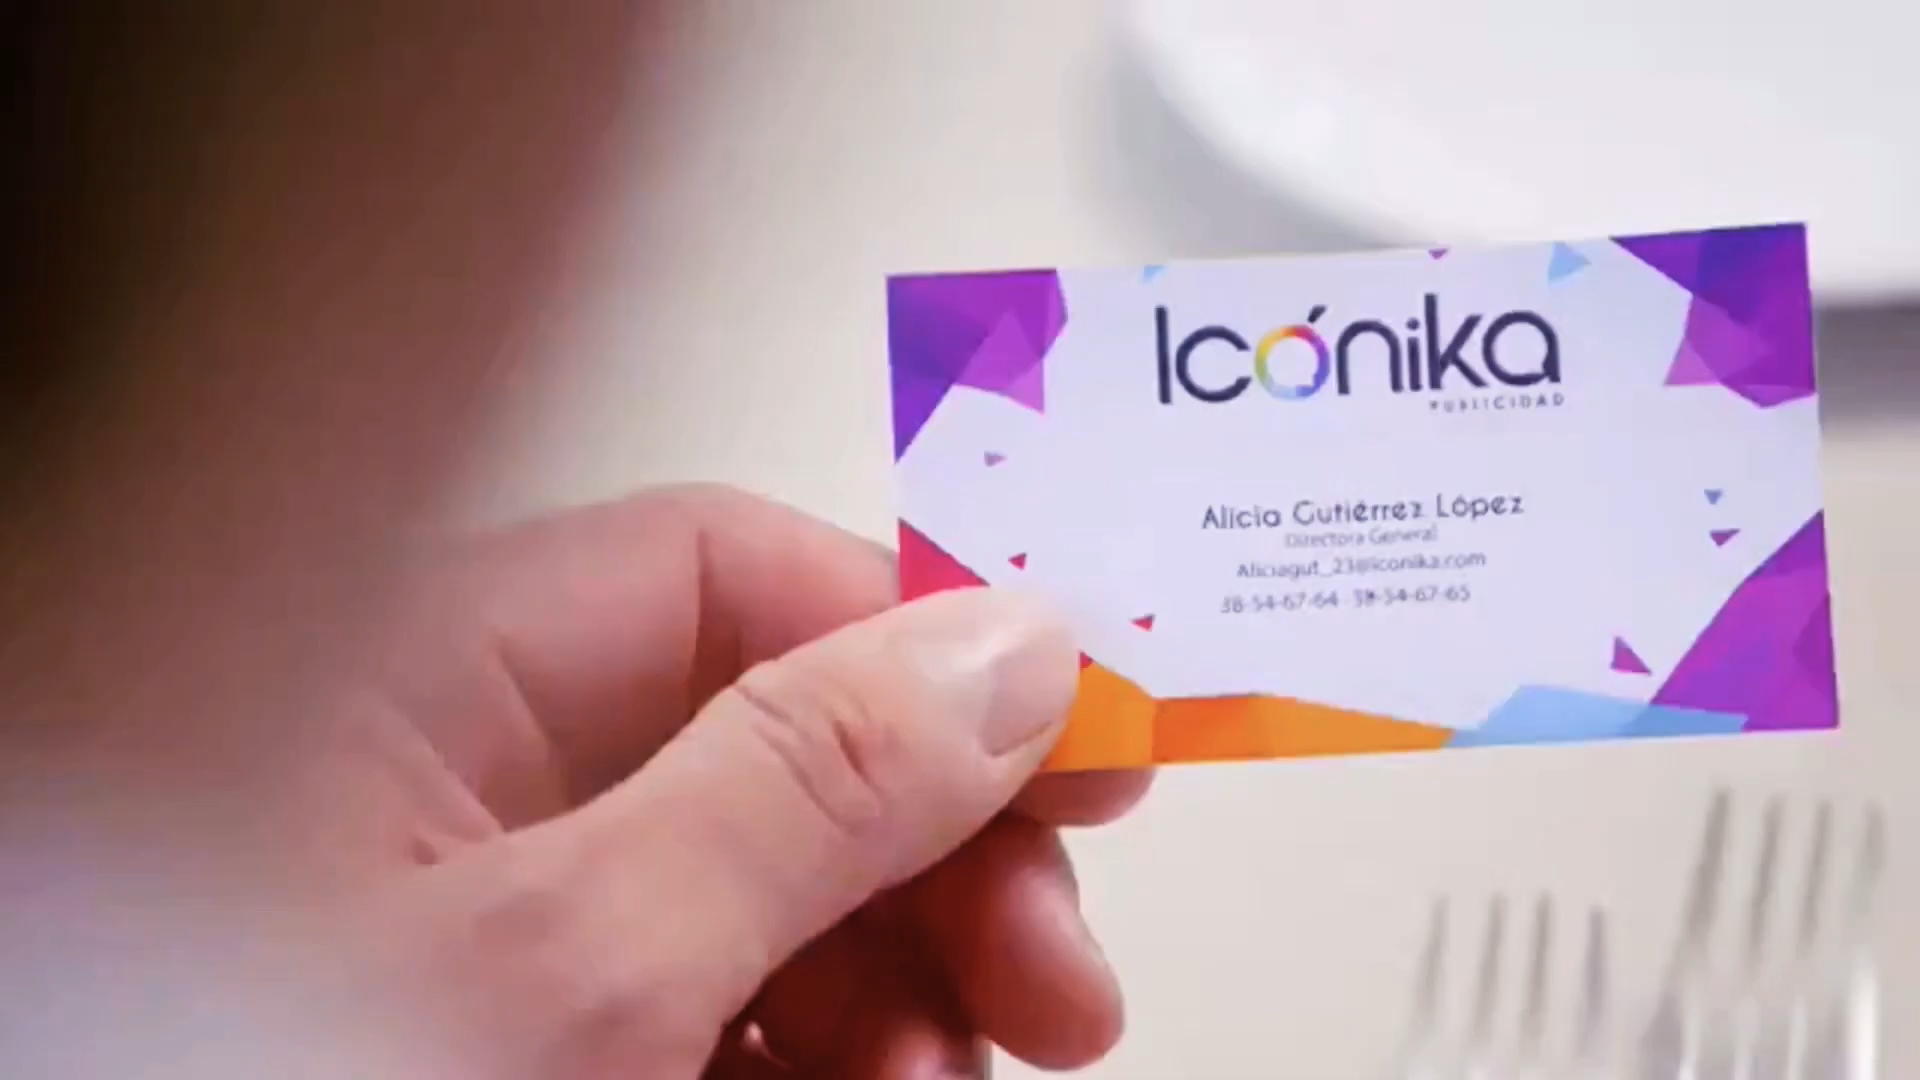 Icónika
PUBLICIDAD
Alicia Gutiérrez López
Directora General
Aliciagut_23@iconika.com
38-54-67-64 38-54-67-65